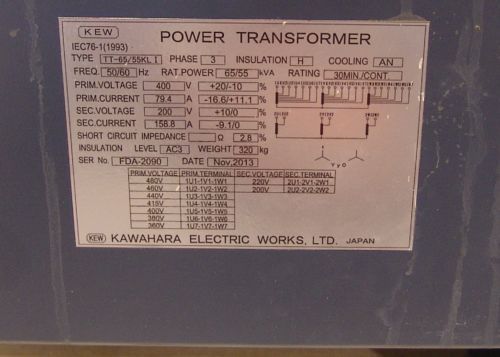 KEW
POWER TRANSFORMER
IEC76-1(1993)
TYPE TT-65/55KL I PHASE 3 INSULATION H COOLING AN
FREQ. 50/60 Hz RAT.POWER 65/55 kVA RATING 30MIN./CONT.
PRIM.VOLTAGE 400 (V) +20/-10 %
PRIM.CURRENT 79.4 (A) -16.6/+11.1 %
SEC.VOLTAGE 200 (V) +10/0 %
SEC.CURRENT 158.8 (A) -9.1/0 %
SHORT CIRCUIT IMPEDANCE Ω 2.8 %
INSULATION LEVEL AC3 WEIGHT 320 kg
SER No. FDA-2090 DATE Nov,2013
Yy0
PRIM.VOLTAGE PRIM.TERMINAL SEC.VOLTAGE SEC.TERMINAL
480V 1U1-1V1-1W1 220V 2U1-2V1-2W1
460V 1U2-1V2-1W2 200V 2U2-2V2-2W2
440V 1U3-1V3-1W3
415V 1U4-1V4-1W4
400V 1U5-1V5-1W5
380V 1U6-1V6-1W6
360V 1U7-1V7-1W7
KEW KAWAHARA ELECTRIC WORKS, LTD. JAPAN